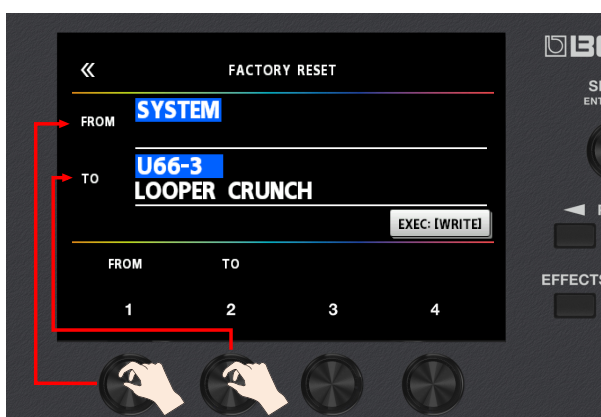 «
FACTORY RESET
FROM
SYSTEM
TO
U66-3
LOOPER CRUNCH
EXEC: [WRITE]
FROM TO
1 2 3 4
EFFECTS